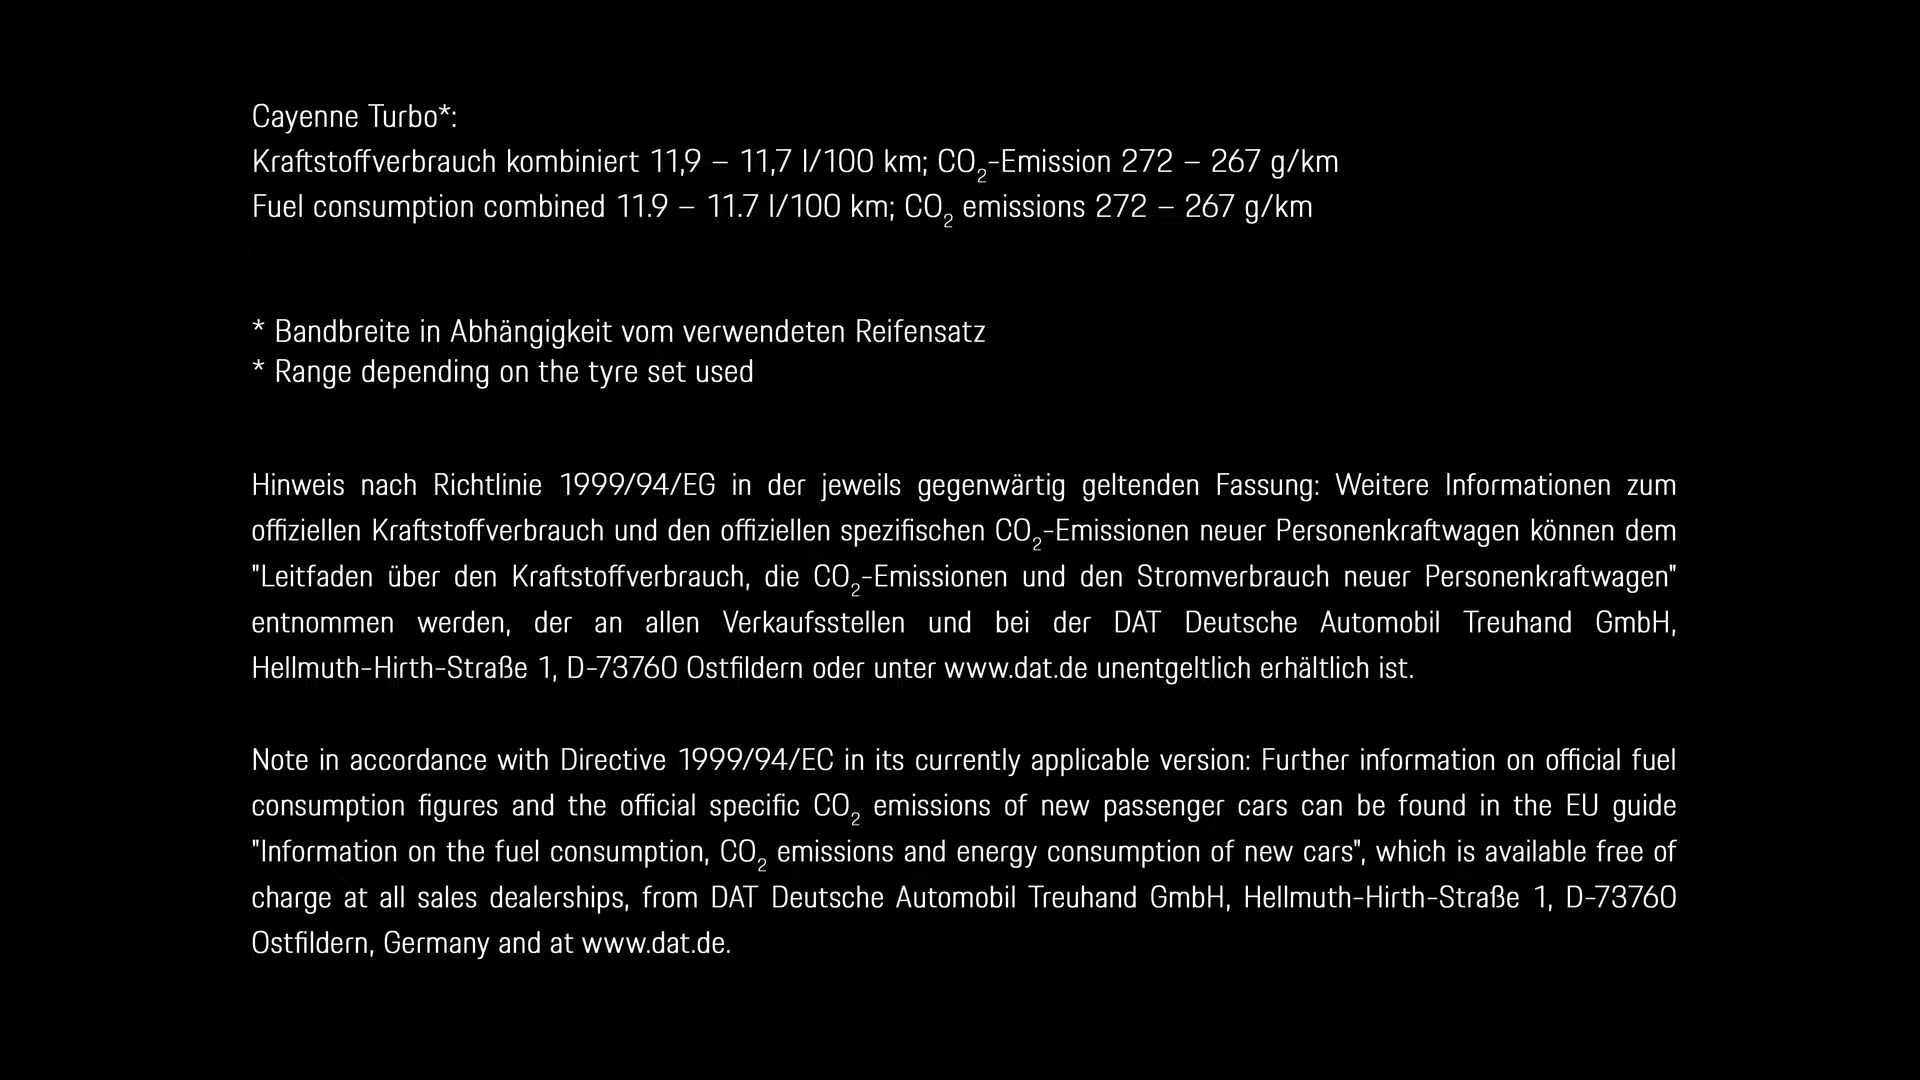 Cayenne Turbo*:
Kraftstoffverbrauch kombiniert 11,9 – 11,7 l/100 km; CO₂-Emission 272 – 267 g/km
Fuel consumption combined 11.9 – 11.7 l/100 km; CO₂ emissions 272 – 267 g/km
* Bandbreite in Abhängigkeit vom verwendeten Reifensatz
* Range depending on the tyre set used
Hinweis nach Richtlinie 1999/94/EG in der jeweils gegenwärtig geltenden Fassung: Weitere Informationen zum
offiziellen Kraftstoffverbrauch und den offiziellen spezifischen CO₂-Emissionen neuer Personenkraftwagen können dem
"Leitfaden über den Kraftstoffverbrauch, die CO₂-Emissionen und den Stromverbrauch neuer Personenkraftwagen"
entnommen werden, der an allen Verkaufsstellen und bei der DAT Deutsche Automobil Treuhand GmbH,
Hellmuth-Hirth-Straße 1, D-73760 Ostfildern oder unter www.dat.de unentgeltlich erhältlich ist.
Note in accordance with Directive 1999/94/EC in its currently applicable version: Further information on official fuel
consumption figures and the official specific CO₂ emissions of new passenger cars can be found in the EU guide
"Information on the fuel consumption, CO₂ emissions and energy consumption of new cars", which is available free of
charge at all sales dealerships, from DAT Deutsche Automobil Treuhand GmbH, Hellmuth-Hirth-Straße 1, D-73760
Ostfildern, Germany and at www.dat.de.